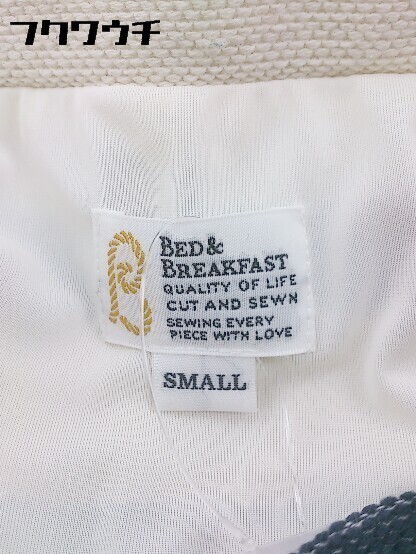 フクワウチ
BED &
BREAKFAST
QUALITY OF LIFE
CUT AND SEWN
SEWING EVERY
PIECE WITH LOVE
SMALL